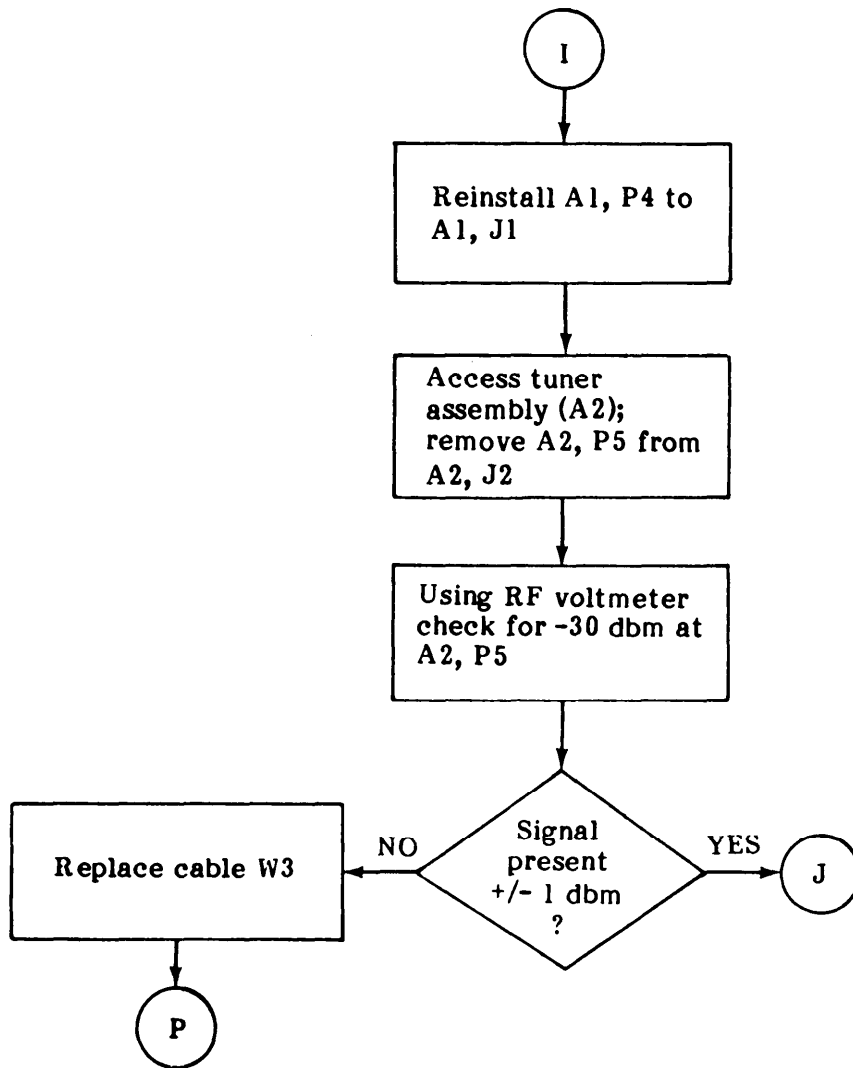 I
Reinstall A1, P4 to
A1, J1
Access tuner
assembly (A2);
remove A2, P5 from
A2, J2
Using RF voltmeter
check for -30 dbm at
A2, P5
Signal
present
+/- 1 dbm
?
NO
YES
Replace cable W3
J
P